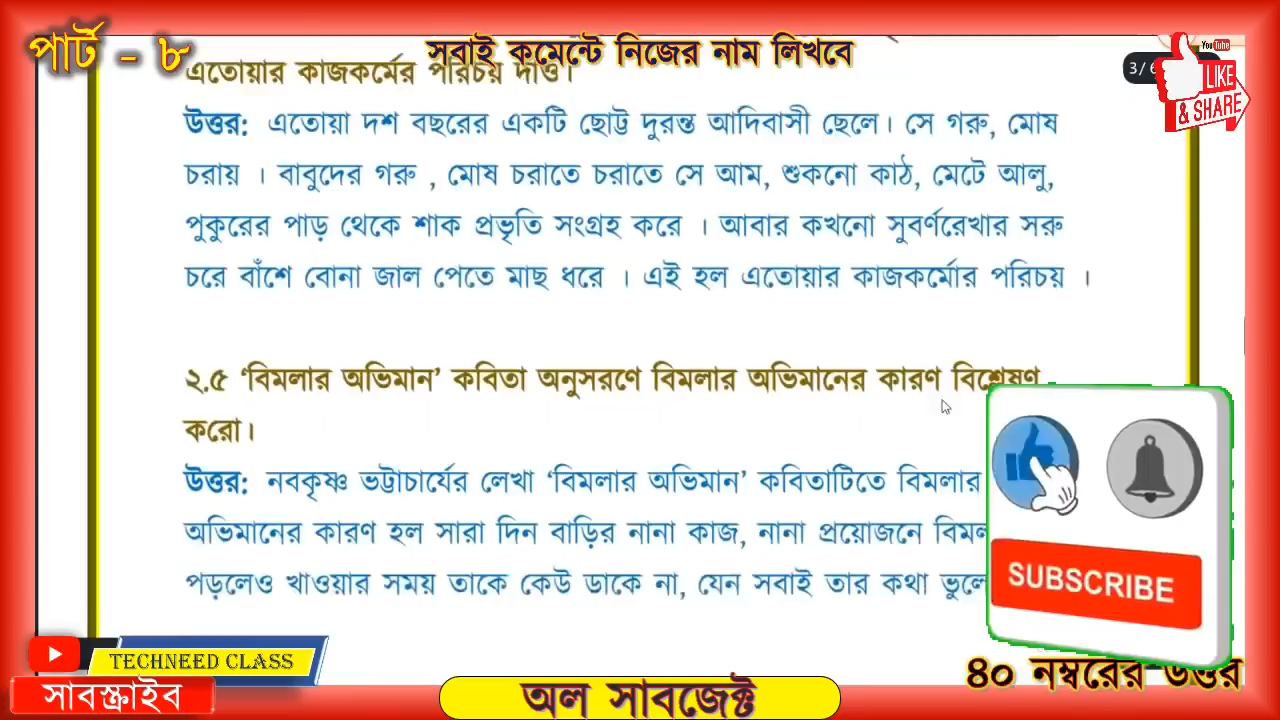 পার্ট - ৮
সবাই কমেন্টে নিজের নাম লিখবে
3/
YouTube
LIKE
& SHARE
এতোয়ার কাজকর্মের পরিচয় দাও।
উত্তর: এতোয়া দশ বছরের একটি ছোট্ট দুরন্ত আদিবাসী ছেলে। সে গরু, মোষ
চরায় । বাবুদের গরু , মোষ চরাতে চরাতে সে আম, শুকনো কাঠ, মেটে আলু,
পুকুরের পাড় থেকে শাক প্রভৃতি সংগ্রহ করে । আবার কখনো সুবর্ণরেখার সরু
চরে বাঁশে বোনা জাল পেতে মাছ ধরে । এই হল এতোয়ার কাজকর্মোর পরিচয় ।
২.৫ ‘বিমলার অভিমান’ কবিতা অনুসরণে বিমলার অভিমানের কারণ বিশ্লেষণ
করো।
উত্তর: নবকৃষ্ণ ভট্টাচার্যের লেখা ‘বিমলার অভিমান’ কবিতাটিতে বিমলার
অভিমানের কারণ হল সারা দিন বাড়ির নানা কাজ, নানা প্রয়োজনে
পড়লেও খাওয়ার সময় তাকে কেউ ডাকে না, যেন সবাই তার কথা
SUBSCRIBE
TECHNEED CLASS
সাবস্ক্রাইব
অল সাবজেক্ট
৪০ নম্বরের উত্তর